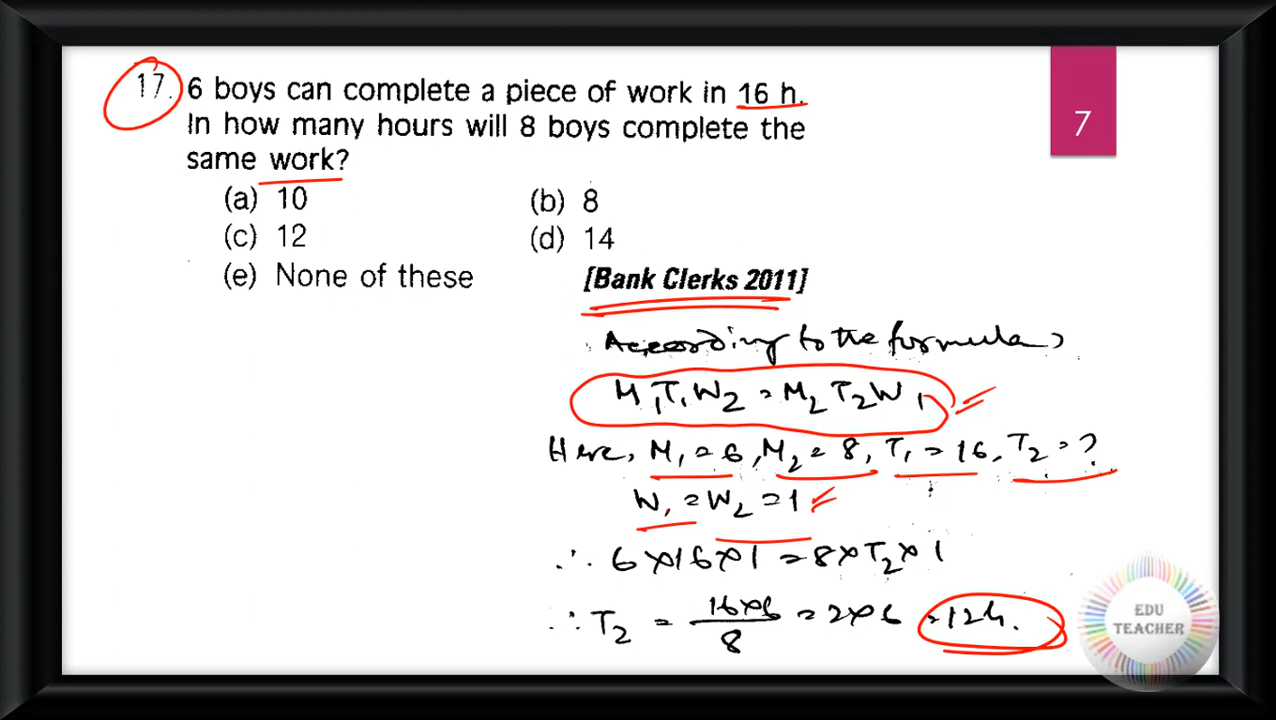 17. 6 boys can complete a piece of work in 16 h.
7
In how many hours will 8 boys complete the
same work?
(a) 10 (b) 8
(c) 12 (d) 14
(e) None of these [Bank Clerks 2011]
According to the formula,
M₁T₁W₂ = M₂T₂W₁
Here, M₁ = 6, M₂ = 8, T₁ = 16, T₂ = ?
W₁ = W₂ = 1
∴ 6×16×1 = 8×T₂×1
∴ T₂ = 16×6/8 = 2×6 = 12h.
EDU
TEACHER